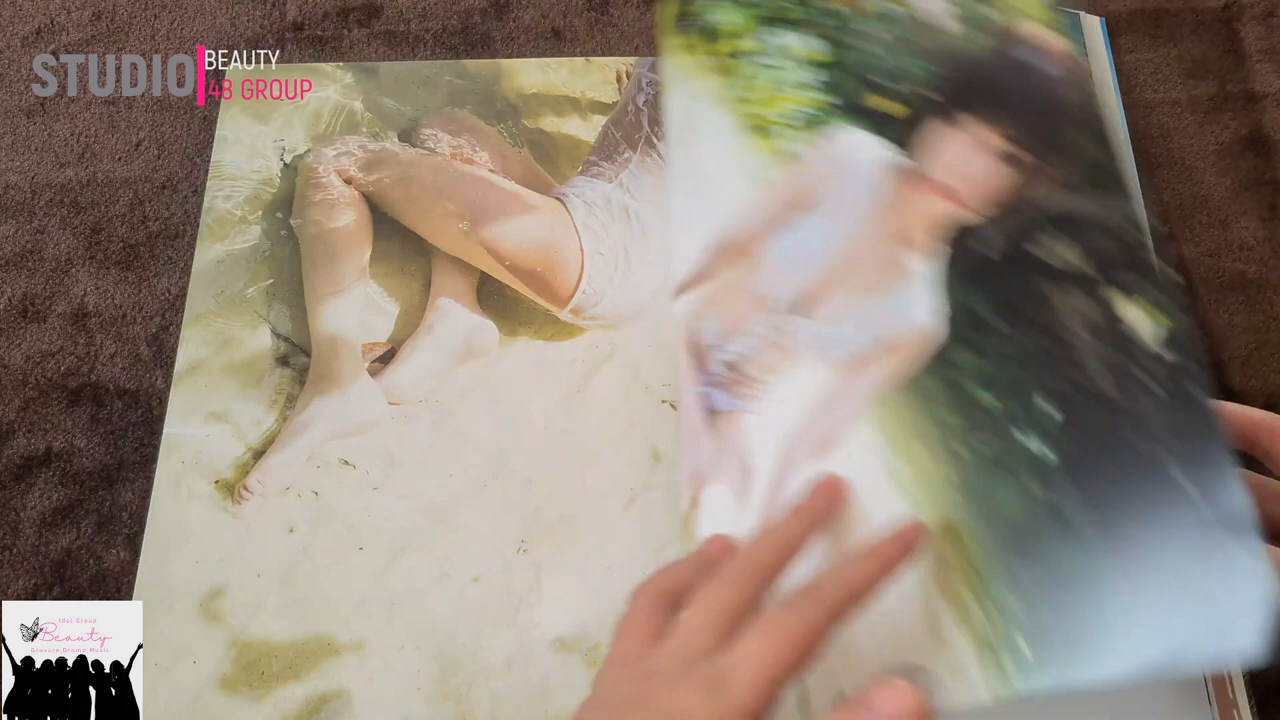 STUDIO
BEAUTY
48 GROUP
Idol Group
Beauty
Gravure,Drama,Music